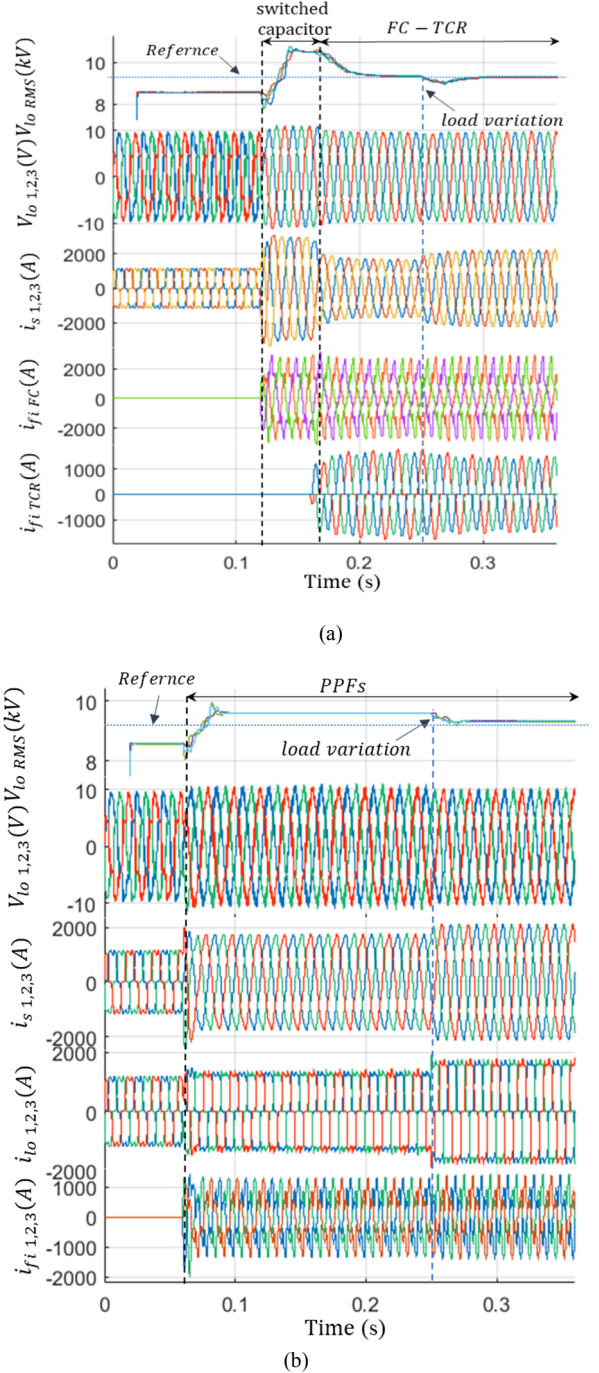 switched
capacitor
FC − TCR
Refernce
10
8
load variation
V_{lo RMS}(kV)
10
0
-10
V_{lo 1,2,3}(V)
2000
0
-2000
i_{s 1,2,3}(A)
2000
0
-2000
i_{fi FC}(A)
1000
0
-1000
i_{fi TCR}(A)
0 0.1 0.2 0.3
Time (s)
(a)
Refernce
PPFs
10
8
load variation
V_{lo RMS}(kV)
10
0
-10
V_{lo 1,2,3}(V)
2000
0
-2000
i_{s 1,2,3}(A)
2000
0
-2000
i_{lo 1,2,3}(A)
1000
0
-1000
-2000
i_{fi 1,2,3}(A)
0 0.1 0.2 0.3
Time (s)
(b)